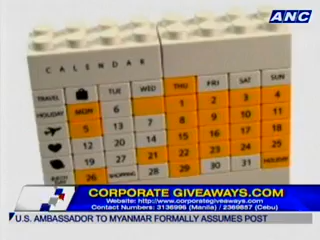 ANC
CALENDAR
TRAVEL TUE WED THU FRI SAT SUN
HOLIDAY MON 6 1 2 3 4
5 13 7 8 9 10 11
12 20 14 15 16 17 18
19 27 21 22 23 24 25
26 SHOPPING 28 29 30 31 HOLIDAY
CORPORATE GIVEAWAYS.COM
Website: http://www.corporategiveaways.com
Contact Numbers: 3136996 (Manila) / 2369857 (Cebu)
U.S. AMBASSADOR TO MYANMAR FORMALLY ASSUMES POST